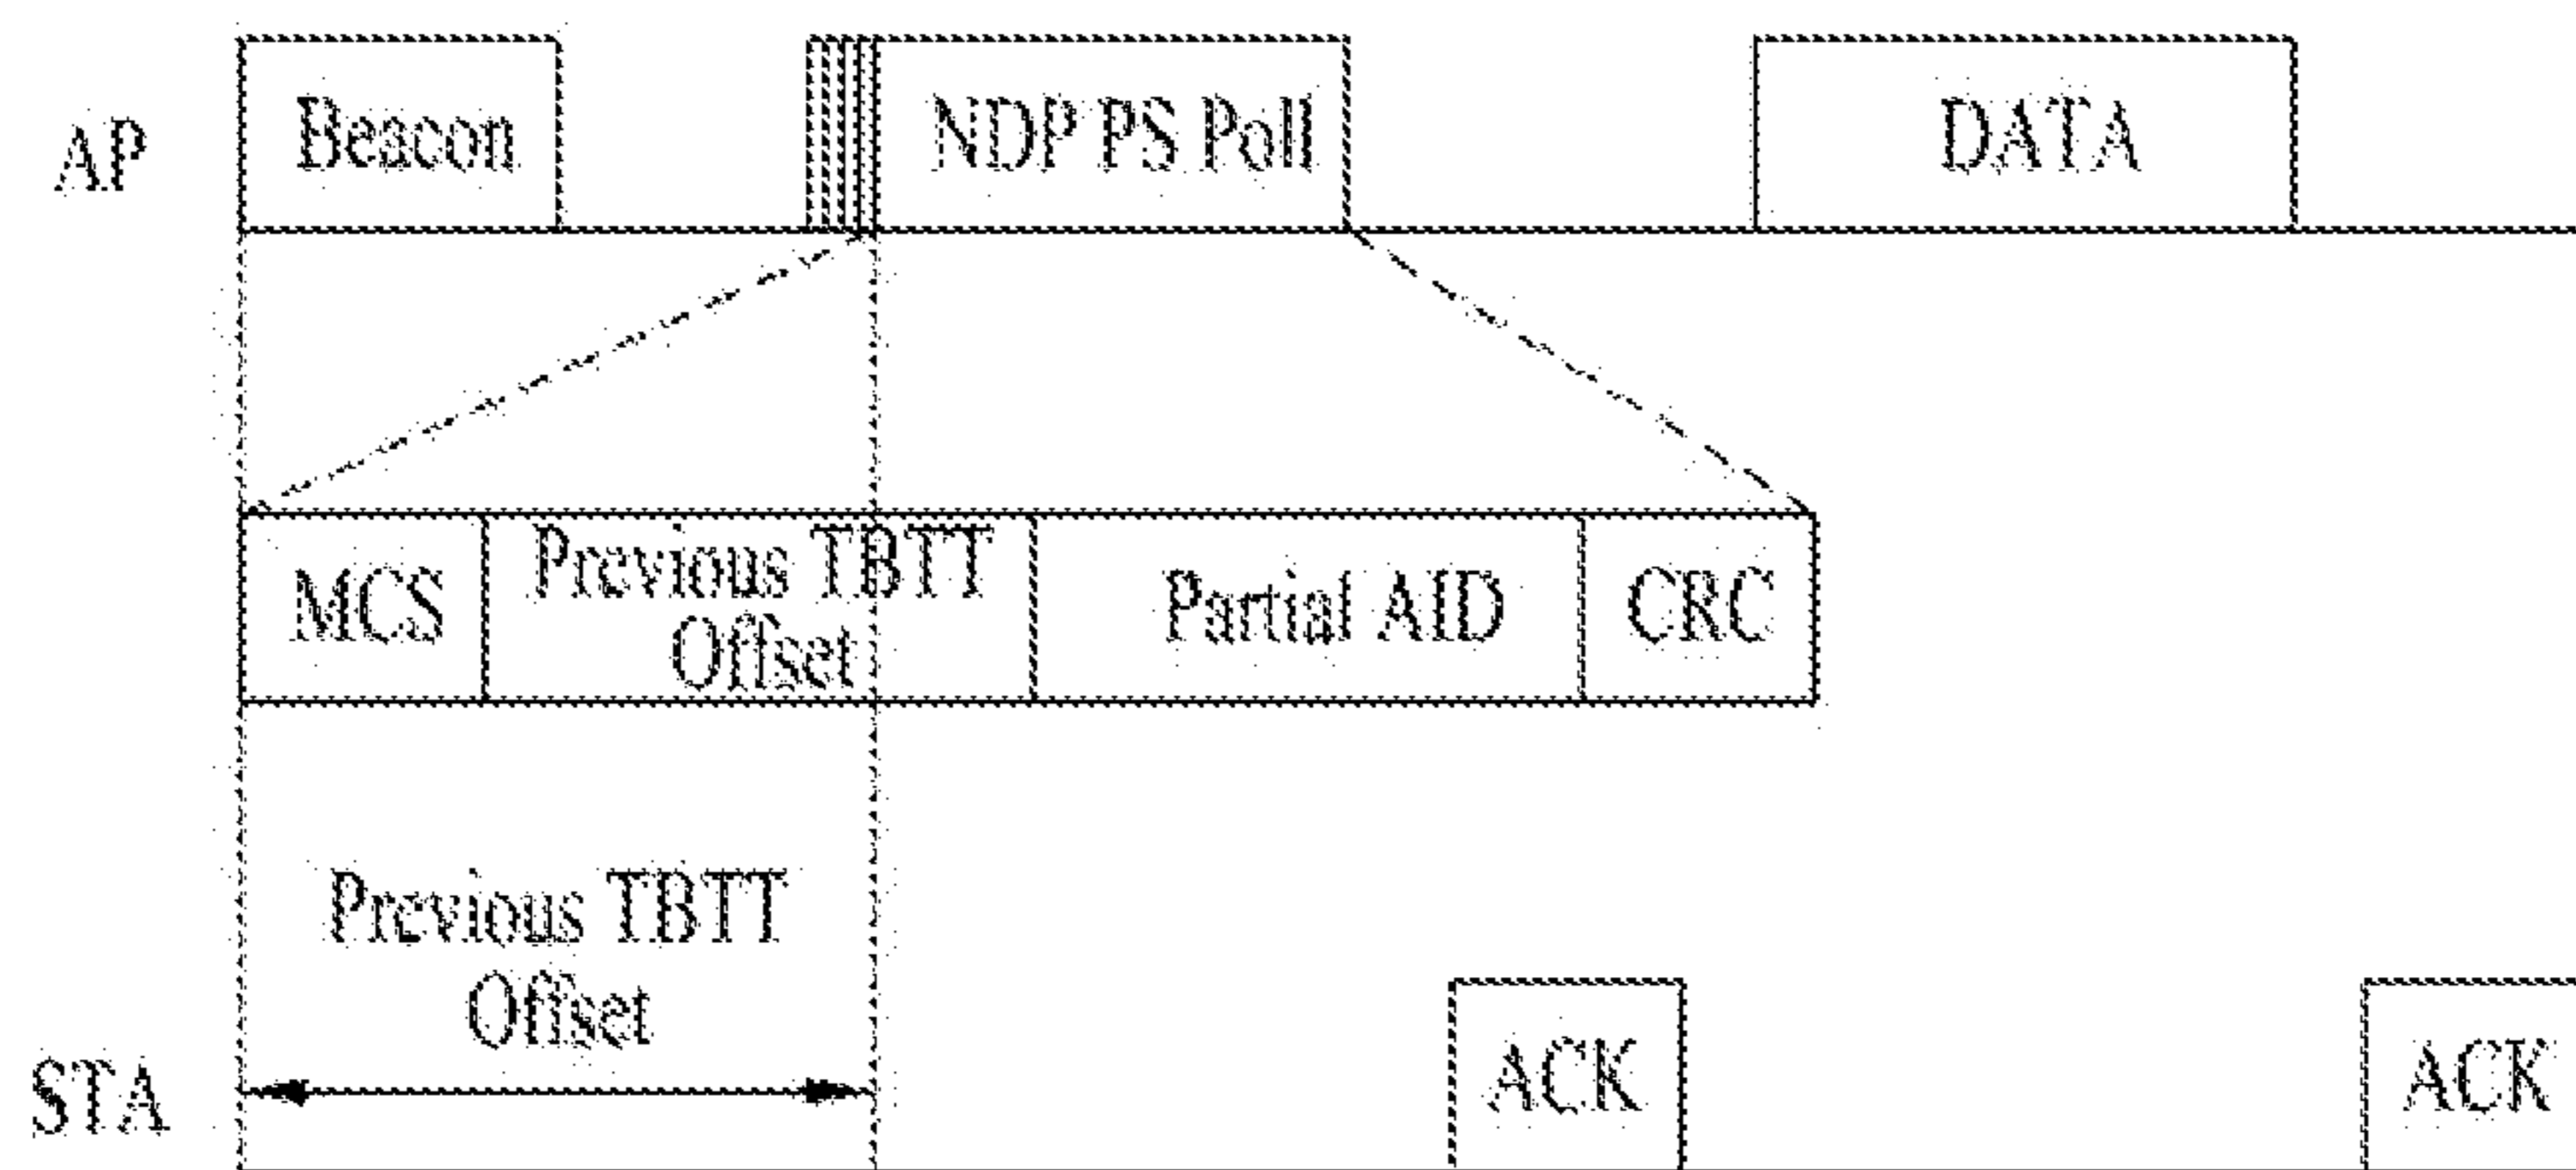 AP
Beacon
NDP PS Poll
DATA
MCS
Previous TBTT
Offset
Partial AID
CRC
Previous TBTT
Offset
STA
ACK
ACK